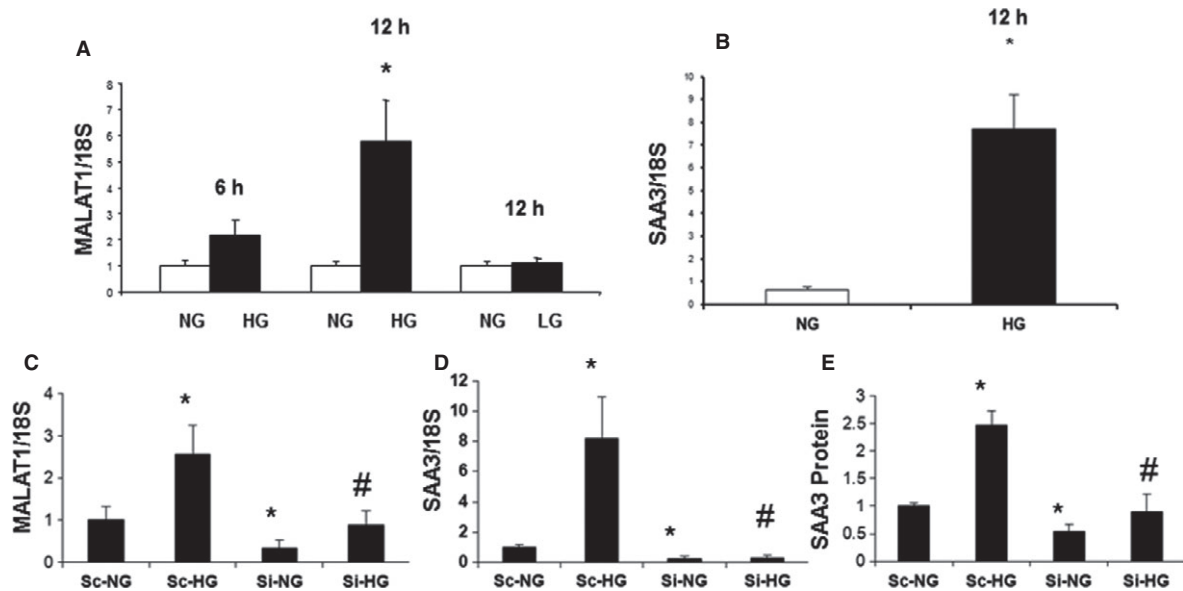 A
12 h
*
MALAT1/18S
8
7
6
5
4
3
2
1
0
6 h
12 h
NG HG NG HG NG LG
B
12 h
*
SAA3/18S
10
9
8
7
6
5
4
3
2
1
0
NG HG
C
MALAT1/18S
4
3
2
1
0
*
*
#
Sc-NG Sc-HG Si-NG Si-HG
D
SAA3/18S
12
10
8
6
4
2
0
*
*
#
Sc-NG Sc-HG Si-NG Si-HG
E
SAA3 Protein
3
2.5
2
1.5
1
0.5
0
*
*
#
Sc-NG Sc-HG Si-NG Si-HG